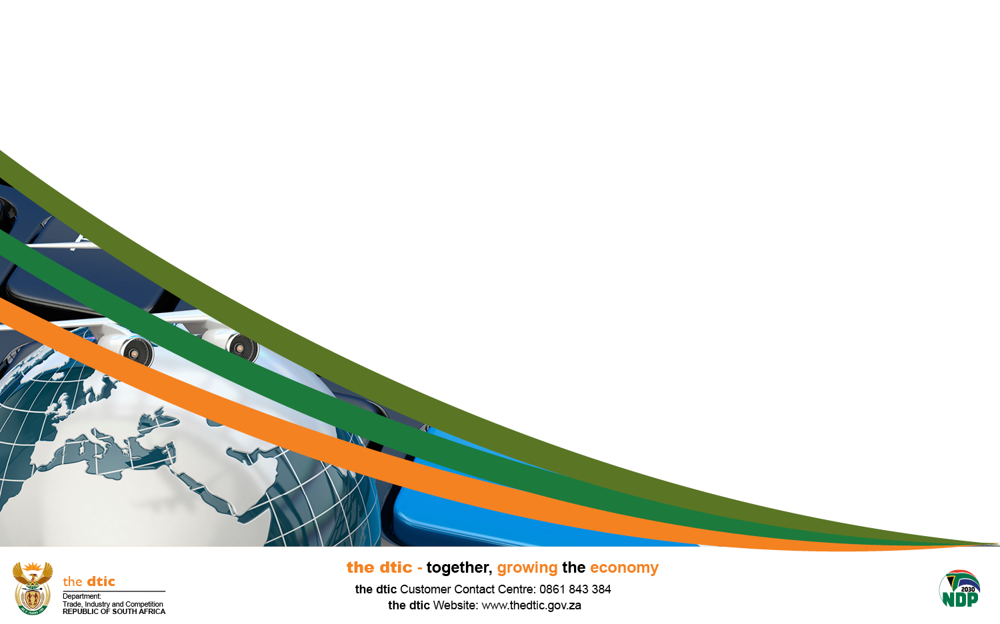 the dtic - together, growing the economy
the dtic Customer Contact Centre: 0861 843 384
the dtic Website: www.thedtic.gov.za
the dtic
Department:
Trade, Industry and Competition
REPUBLIC OF SOUTH AFRICA
2030
NDP